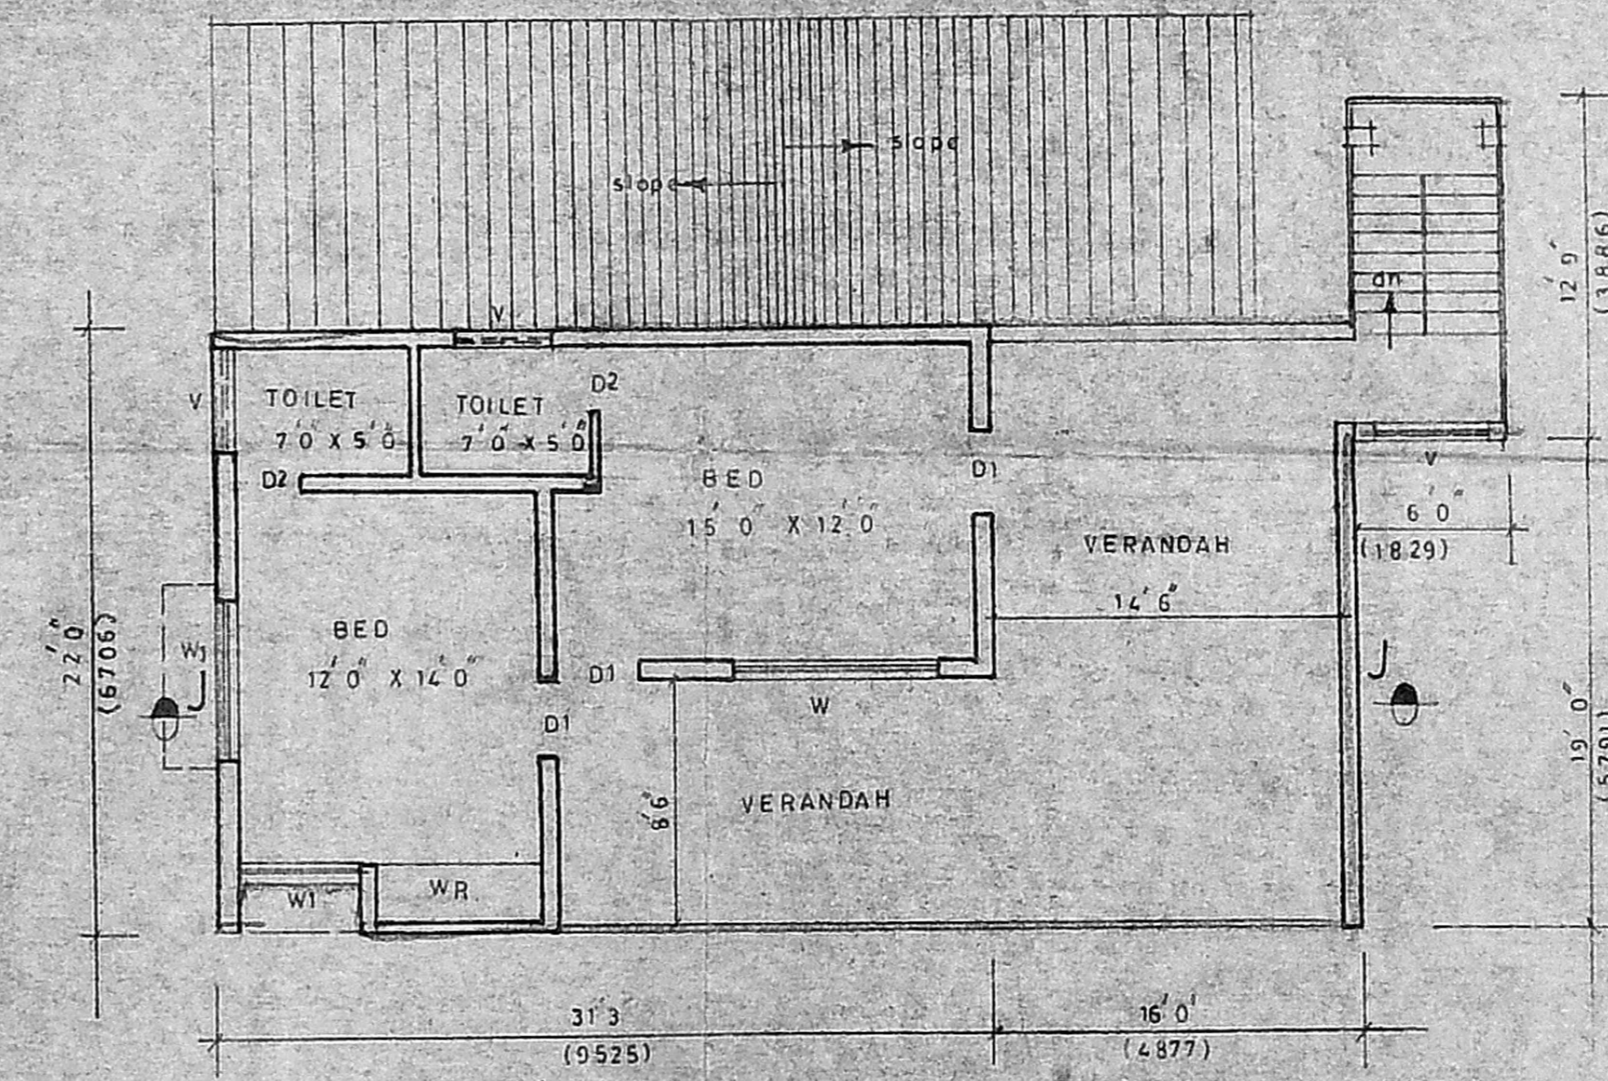 slope
slope
dn
12' 9"
(3886)
V
V
TOILET
7' 0" X 5' 0"
D2
TOILET
7' 0" X 5' 0"
D2
BED
15' 0" X 12' 0"
D1
VERANDAH
14' 6"
V
6' 0"
(1829)
22' 0"
(6706)
W1
J
BED
12' 0" X 14' 0"
D1
D1
W
J
19' 0"
(5791)
8' 6"
VERANDAH
W1
WR
31' 3"
(9525)
16' 0'
(4877)